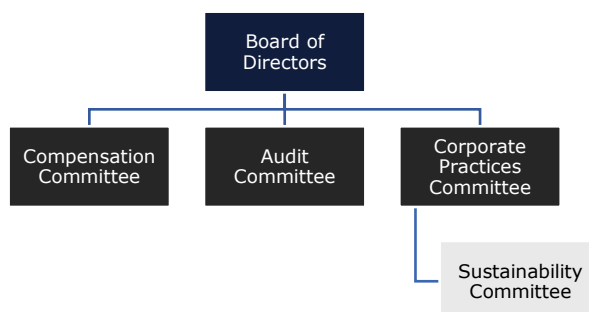 Board of
Directors
Compensation
Committee
Audit
Committee
Corporate
Practices
Committee
Sustainability
Committee